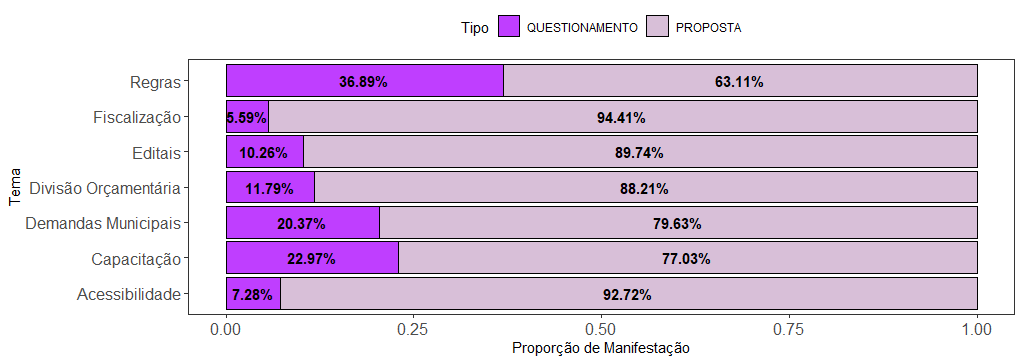 Tipo QUESTIONAMENTO PROPOSTA
Tema
Regras 36.89% 63.11%
Fiscalização 5.59% 94.41%
Editais 10.26% 89.74%
Divisão Orçamentária 11.79% 88.21%
Demandas Municipais 20.37% 79.63%
Capacitação 22.97% 77.03%
Acessibilidade 7.28% 92.72%
0.00 0.25 0.50 0.75 1.00
Proporção de Manifestação